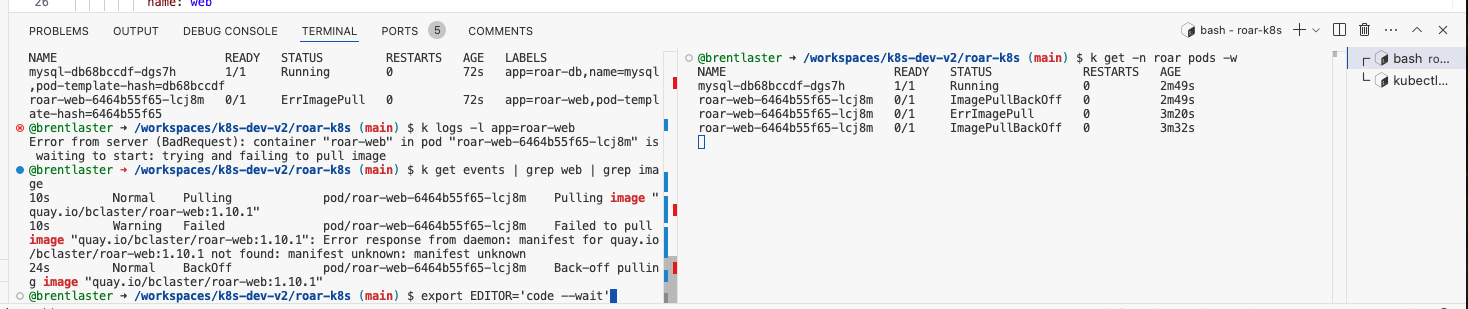 26 name: web
PROBLEMS OUTPUT DEBUG CONSOLE TERMINAL PORTS 5 COMMENTS
bash - roar-k8s
NAME READY STATUS RESTARTS AGE LABELS
mysql-db68bccdf-dgs7h 1/1 Running 0 72s app=roar-db,name=mysql
,pod-template-hash=db68bccdf
roar-web-6464b55f65-lcj8m 0/1 ErrImagePull 0 72s app=roar-web,pod-templ
ate-hash=6464b55f65
@brentlaster → /workspaces/k8s-dev-v2/roar-k8s (main) $ k logs -l app=roar-web
Error from server (BadRequest): container "roar-web" in pod "roar-web-6464b55f65-lcj8m" is
waiting to start: trying and failing to pull image
@brentlaster → /workspaces/k8s-dev-v2/roar-k8s (main) $ k get events | grep web | grep ima
ge
10s Normal Pulling pod/roar-web-6464b55f65-lcj8m Pulling image "
quay.io/bclaster/roar-web:1.10.1"
10s Warning Failed pod/roar-web-6464b55f65-lcj8m Failed to pull
image "quay.io/bclaster/roar-web:1.10.1": Error response from daemon: manifest for quay.io
/bclaster/roar-web:1.10.1 not found: manifest unknown: manifest unknown
24s Normal BackOff pod/roar-web-6464b55f65-lcj8m Back-off pullin
g image "quay.io/bclaster/roar-web:1.10.1"
@brentlaster → /workspaces/k8s-dev-v2/roar-k8s (main) $ export EDITOR='code --wait'
@brentlaster → /workspaces/k8s-dev-v2/roar-k8s (main) $ k get -n roar pods -w
NAME READY STATUS RESTARTS AGE
mysql-db68bccdf-dgs7h 1/1 Running 0 2m49s
roar-web-6464b55f65-lcj8m 0/1 ImagePullBackOff 0 2m49s
roar-web-6464b55f65-lcj8m 0/1 ErrImagePull 0 3m20s
roar-web-6464b55f65-lcj8m 0/1 ImagePullBackOff 0 3m32s
bash ro...
kubectl...